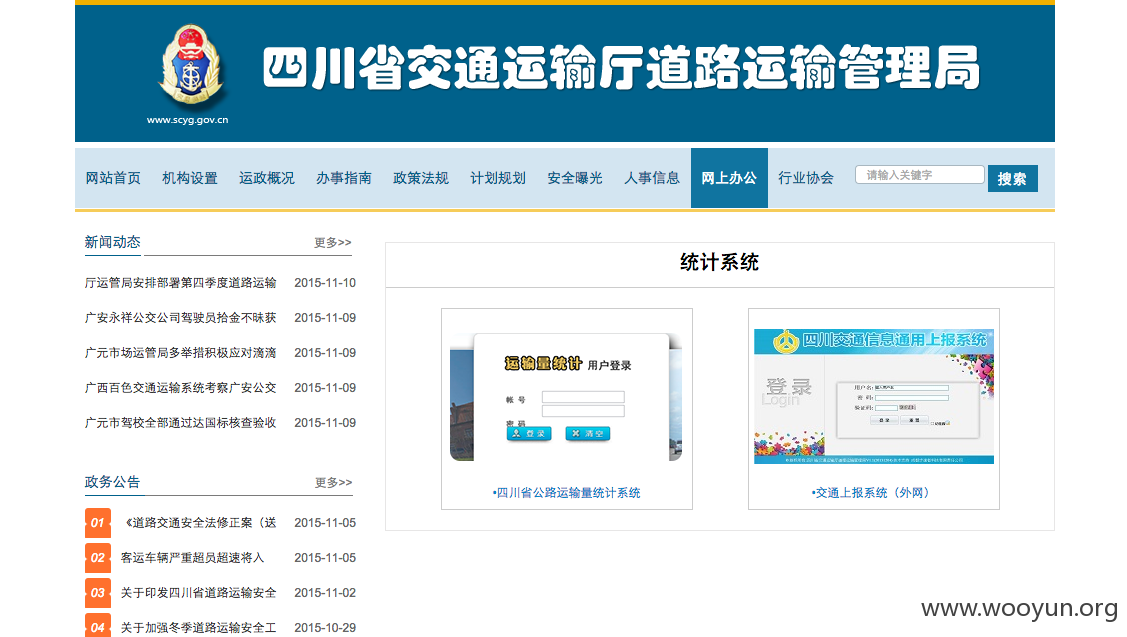 四川省交通运输厅道路运输管理局
www.scyg.gov.cn
网站首页 机构设置 运政概况 办事指南 政策法规 计划规划 安全曝光 人事信息 网上办公 行业协会 请输入关键字 搜索
新闻动态 更多>>
厅运管局安排部署第四季度道路运输 2015-11-10
广安永祥公交公司驾驶员拾金不昧获 2015-11-09
广元市场运管局多举措积极应对滴滴 2015-11-09
广西百色交通运输系统考察广安公交 2015-11-09
广元市驾校全部通过达国标核查验收 2015-11-09
政务公告 更多>>
01 《道路交通安全法修正案（送 2015-11-05
02 客运车辆严重超员超速将人 2015-11-05
03 关于印发四川省道路运输安全 2015-11-02
04 关于加强冬季道路运输安全工 2015-10-29
统计系统
运输量统计 用户登录
帐 号
密 码
登录 清空
•四川省公路运输量统计系统
四川交通信息通用上报系统
登录
Login
用户名:
密 码:
验证码:
登录 重置
•交通上报系统（外网）
www.wooyun.org